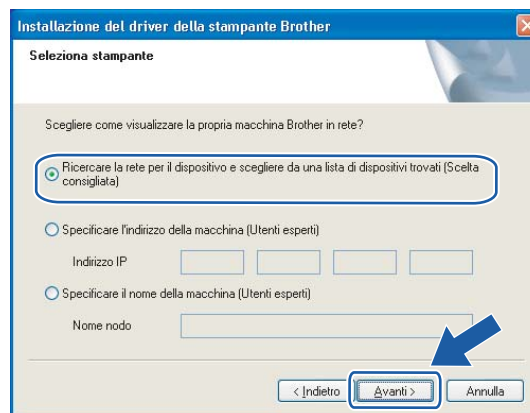 Installazione del driver della stampante Brother
Seleziona stampante
Scegliere come visualizzare la propria macchina Brother in rete?
Ricercare la rete per il dispositivo e scegliere da una lista di dispositivi trovati (Scelta
consigliata)
Specificare l'indirizzo della macchina (Utenti esperti)
Indirizzo IP
Specificare il nome della macchina (Utenti esperti)
Nome nodo
< Indietro Avanti > Annulla